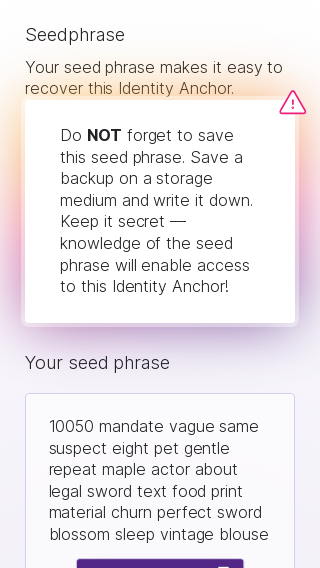 Seedphrase
Your seed phrase makes it easy to
recover this Identity Anchor.
Do NOT forget to save
this seed phrase. Save a
backup on a storage
medium and write it down.
Keep it secret —
knowledge of the seed
phrase will enable access
to this Identity Anchor!
Your seed phrase
10050 mandate vague same
suspect eight pet gentle
repeat maple actor about
legal sword text food print
material churn perfect sword
blossom sleep vintage blouse